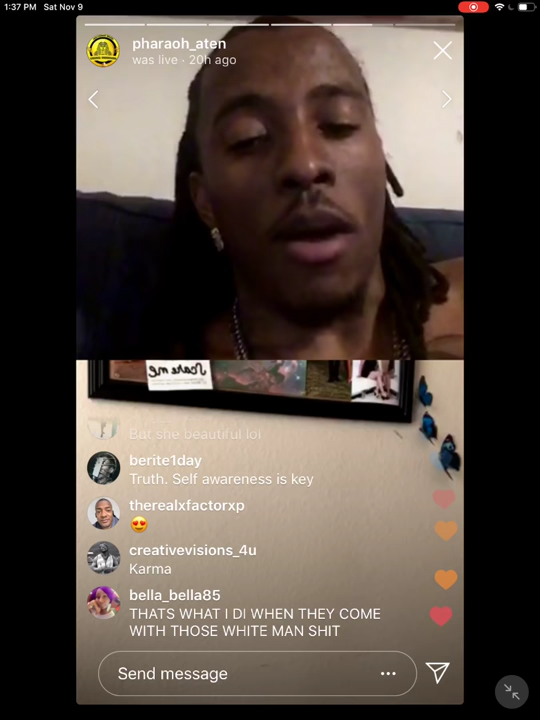 1:37 PM Sat Nov 9
pharaoh_aten
was live · 20h ago
Scare me
But she beautiful lol
berite1day
Truth. Self awareness is key
therealxfactorxp
😍
creativevisions_4u
Karma
bella_bella85
THATS WHAT I DI WHEN THEY COME
WITH THOSE WHITE MAN SHIT
Send message